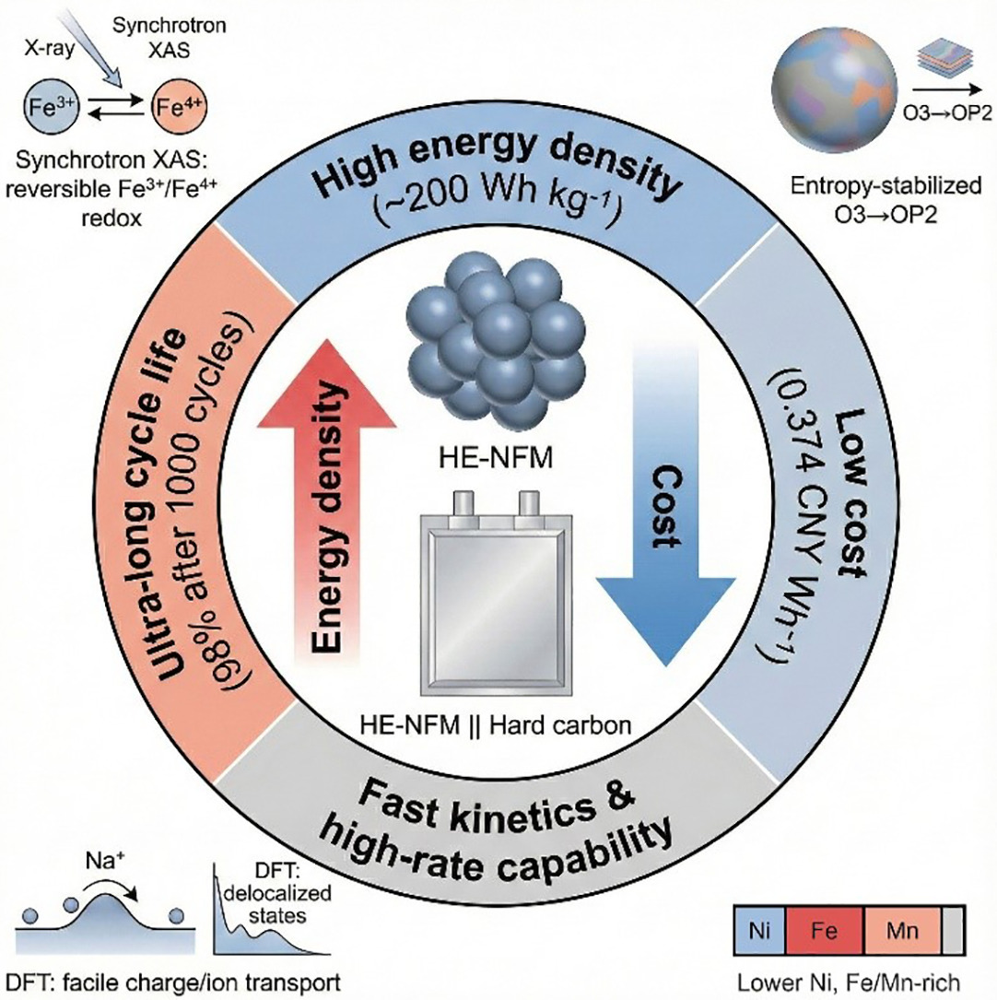 X-ray
Synchrotron
XAS
Fe³⁺
Fe⁴⁺
Synchrotron XAS:
reversible Fe³⁺/Fe⁴⁺
redox
O3→OP2
Entropy-stabilized
O3→OP2
High energy density
(~200 Wh kg⁻¹)
Ultra-long cycle life
(98% after 1000 cycles)
Energy density
HE-NFM
Cost
Low cost
(0.374 CNY Wh⁻¹)
HE-NFM || Hard carbon
Fast kinetics &
high-rate capability
Na⁺
DFT:
delocalized
states
DFT: facile charge/ion transport
Ni
Fe
Mn
Lower Ni, Fe/Mn-rich